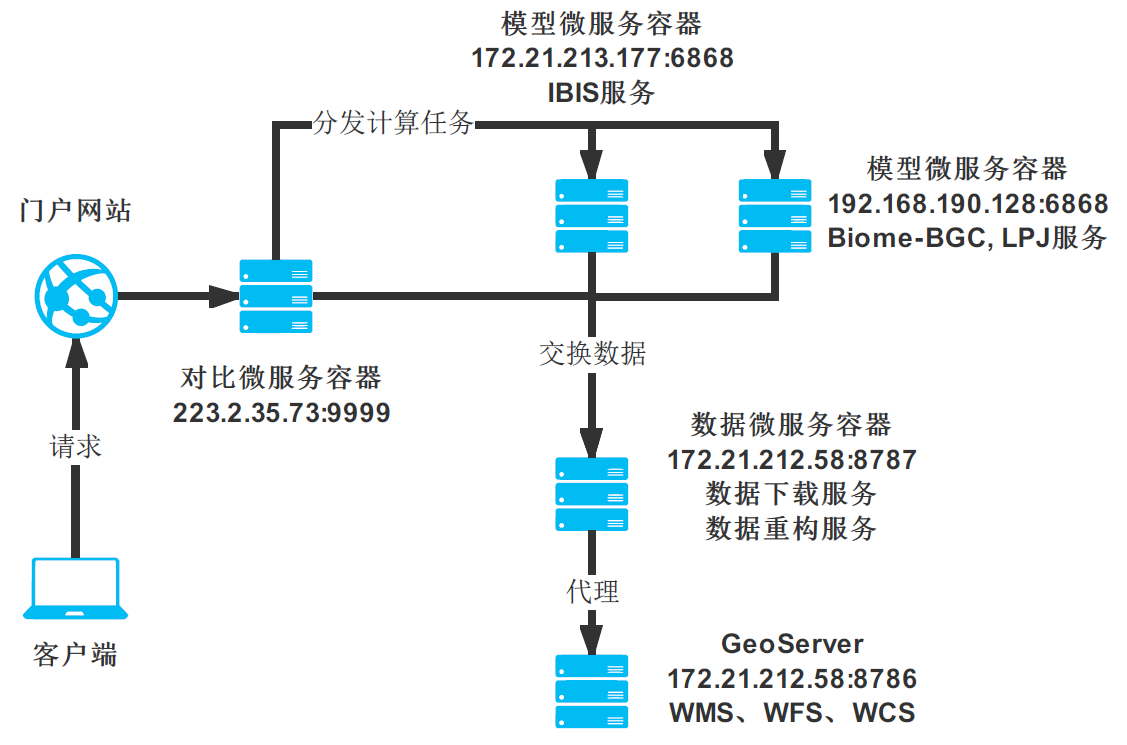 模型微服务容器
172.21.213.177:6868
IBIS服务
分发计算任务
模型微服务容器
192.168.190.128:6868
Biome-BGC, LPJ服务
门户网站
对比微服务容器
223.2.35.73:9999
交换数据
请求
数据微服务容器
172.21.212.58:8787
数据下载服务
数据重构服务
代理
客户端
GeoServer
172.21.212.58:8786
WMS、WFS、WCS